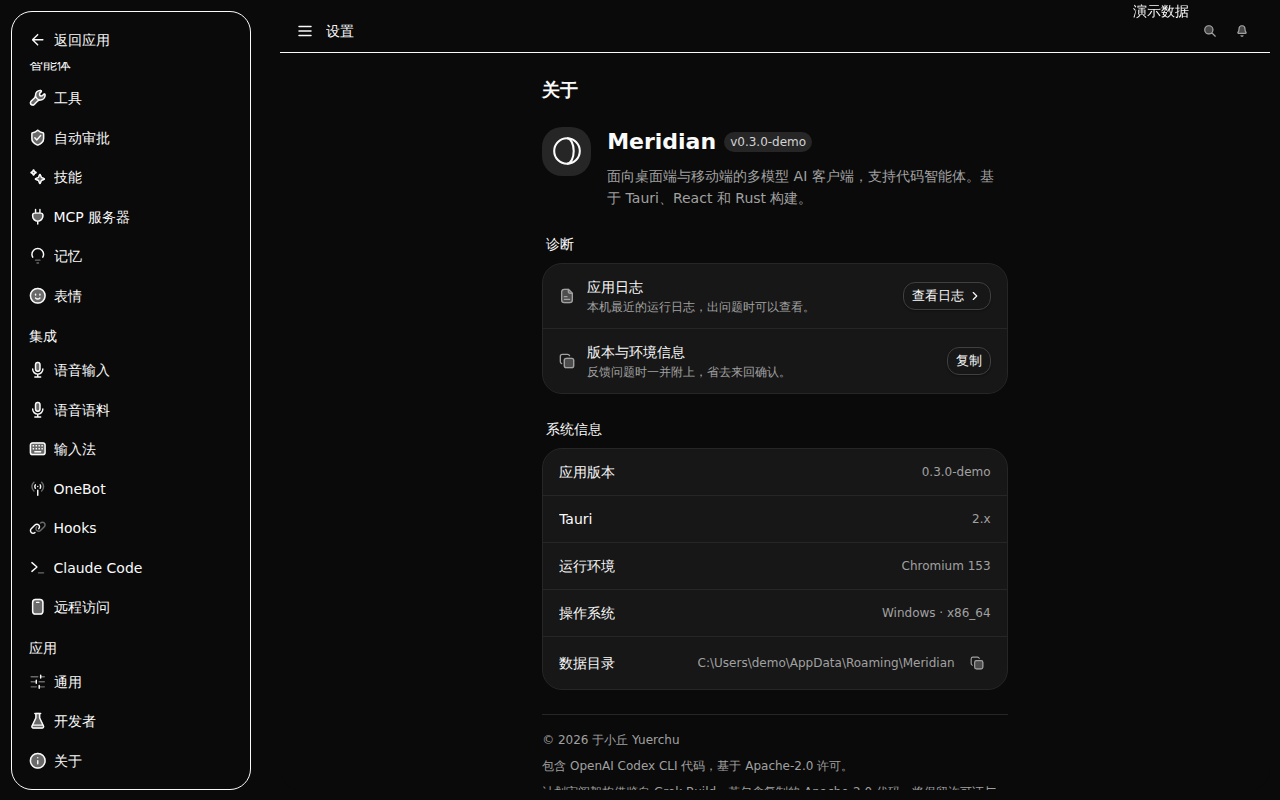 演示数据
返回应用
智能体
工具
自动审批
技能
MCP 服务器
记忆
表情
集成
语音输入
语音语料
输入法
OneBot
Hooks
Claude Code
远程访问
应用
通用
开发者
关于
设置
关于
Meridian v0.3.0-demo
面向桌面端与移动端的多模型 AI 客户端，支持代码智能体。基
于 Tauri、React 和 Rust 构建。
诊断
应用日志
本机最近的运行日志，出问题时可以查看。
查看日志
版本与环境信息
反馈问题时一并附上，省去来回确认。
复制
系统信息
应用版本 0.3.0-demo
Tauri 2.x
运行环境 Chromium 153
操作系统 Windows · x86_64
数据目录 C:\Users\demo\AppData\Roaming\Meridian
© 2026 于小丘 Yuerchu
包含 OpenAI Codex CLI 代码，基于 Apache-2.0 许可。